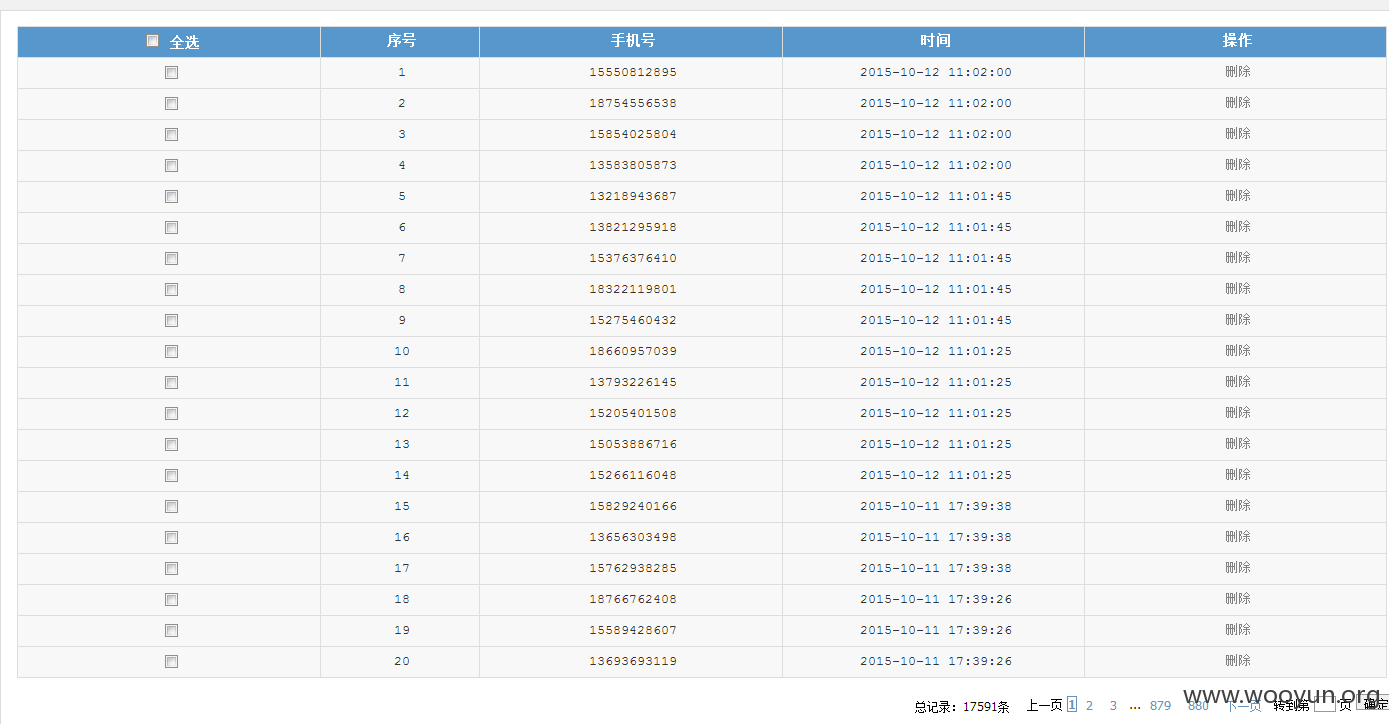 全选 序号 手机号 时间 操作
1 15550812895 2015-10-12 11:02:00 删除
2 18754556538 2015-10-12 11:02:00 删除
3 15854025804 2015-10-12 11:02:00 删除
4 13583805873 2015-10-12 11:02:00 删除
5 13218943687 2015-10-12 11:01:45 删除
6 13821295918 2015-10-12 11:01:45 删除
7 15376376410 2015-10-12 11:01:45 删除
8 18322119801 2015-10-12 11:01:45 删除
9 15275460432 2015-10-12 11:01:45 删除
10 18660957039 2015-10-12 11:01:25 删除
11 13793226145 2015-10-12 11:01:25 删除
12 15205401508 2015-10-12 11:01:25 删除
13 15053886716 2015-10-12 11:01:25 删除
14 15266116048 2015-10-12 11:01:25 删除
15 15829240166 2015-10-11 17:39:38 删除
16 13656303498 2015-10-11 17:39:38 删除
17 15762938285 2015-10-11 17:39:38 删除
18 18766762408 2015-10-11 17:39:26 删除
19 15589428607 2015-10-11 17:39:26 删除
20 13693693119 2015-10-11 17:39:26 删除
总记录：17591条 上一页 1 2 3 ... 879 880 下一页 转到第 页 确定
www.wooyun.org